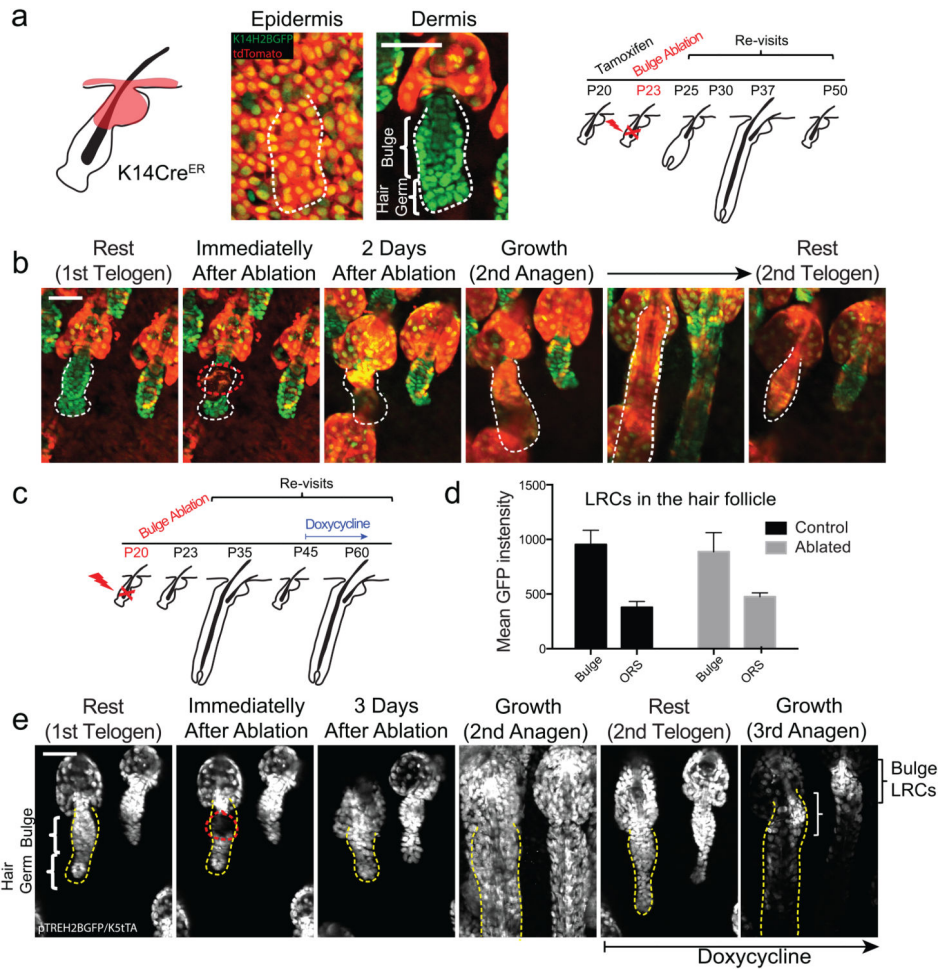 a
Epidermis
Dermis
K14H2BGFP
tdTomato
K14Cre^ER
Bulge
Hair
Germ
Tamoxifen
Bulge Ablation
Re-visits
P20 P23 P25 P30 P37 P50
b
Rest
(1st Telogen)
Immediatelly
After Ablation
2 Days
After Ablation
Growth
(2nd Anagen)
Rest
(2nd Telogen)
c
Bulge Ablation
Re-visits
Doxycycline
P20 P23 P35 P45 P60
d
LRCs in the hair follicle
Mean GFP instensity
1500
1000
500
0
Control
Ablated
Bulge
ORS
Bulge
ORS
e
Rest
(1st Telogen)
Immediatelly
After Ablation
3 Days
After Ablation
Growth
(2nd Anagen)
Rest
(2nd Telogen)
Growth
(3rd Anagen)
Bulge
Hair
Germ
pTREH2BGFP/K5tTA
Bulge
LRCs
Doxycycline